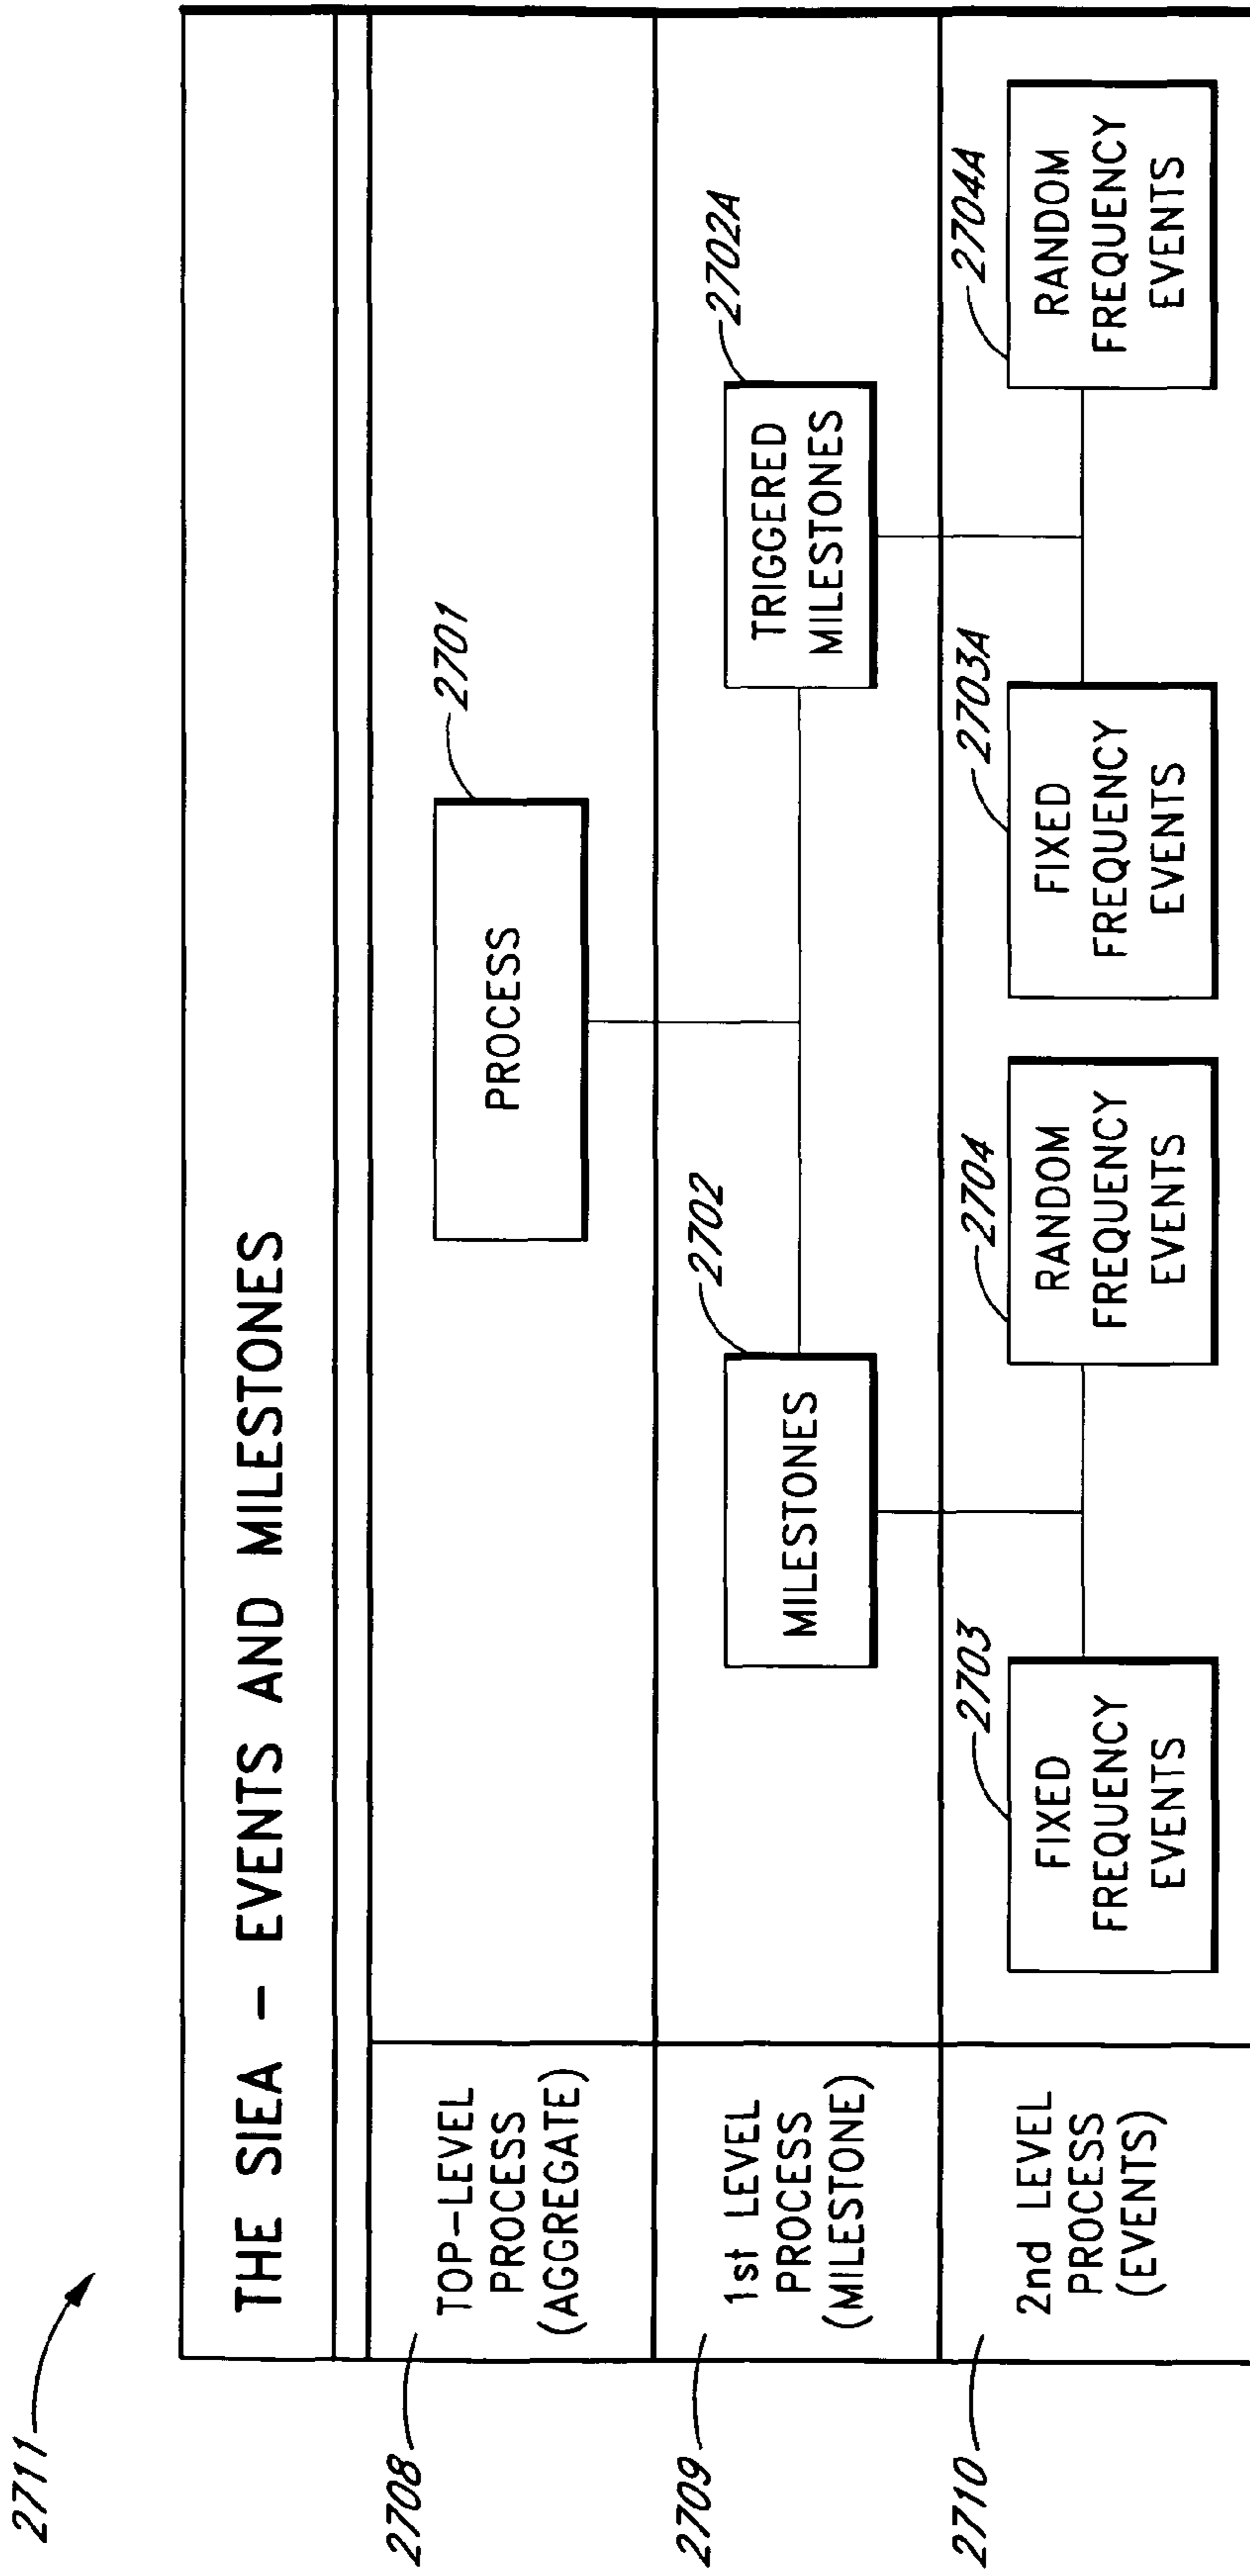 2711
THE SIEA - EVENTS AND MILESTONES
2708
TOP-LEVEL
PROCESS
(AGGREGATE)
PROCESS
2701
2709
1st LEVEL
PROCESS
(MILESTONE)
MILESTONES
2702
TRIGGERED
MILESTONES
2702A
2710
2nd LEVEL
PROCESS
(EVENTS)
FIXED
FREQUENCY
EVENTS
2703
RANDOM
FREQUENCY
EVENTS
2704
FIXED
FREQUENCY
EVENTS
2703A
RANDOM
FREQUENCY
EVENTS
2704A